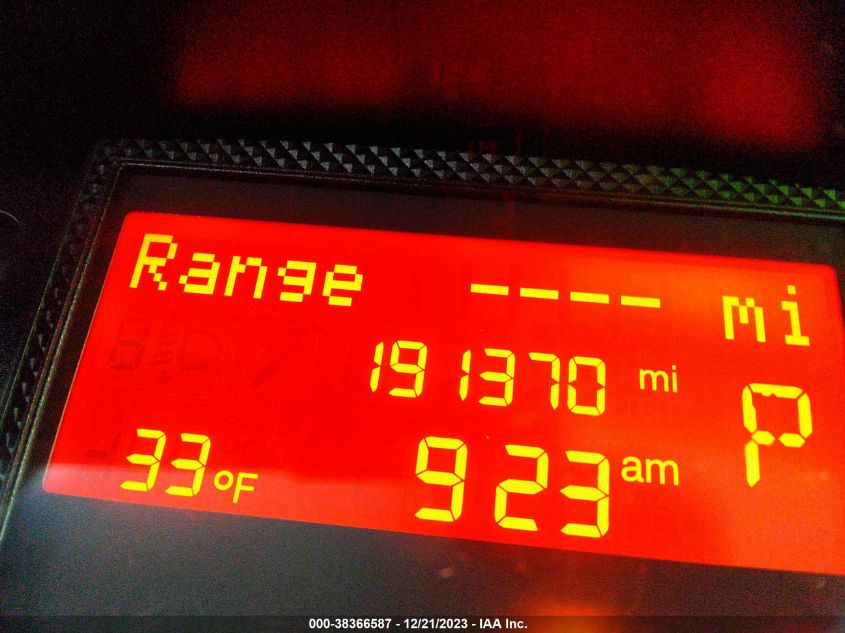 Range ---- mi
191370 mi
P
33°F 923 am
000-38366587 - 12/21/2023 - IAA Inc.